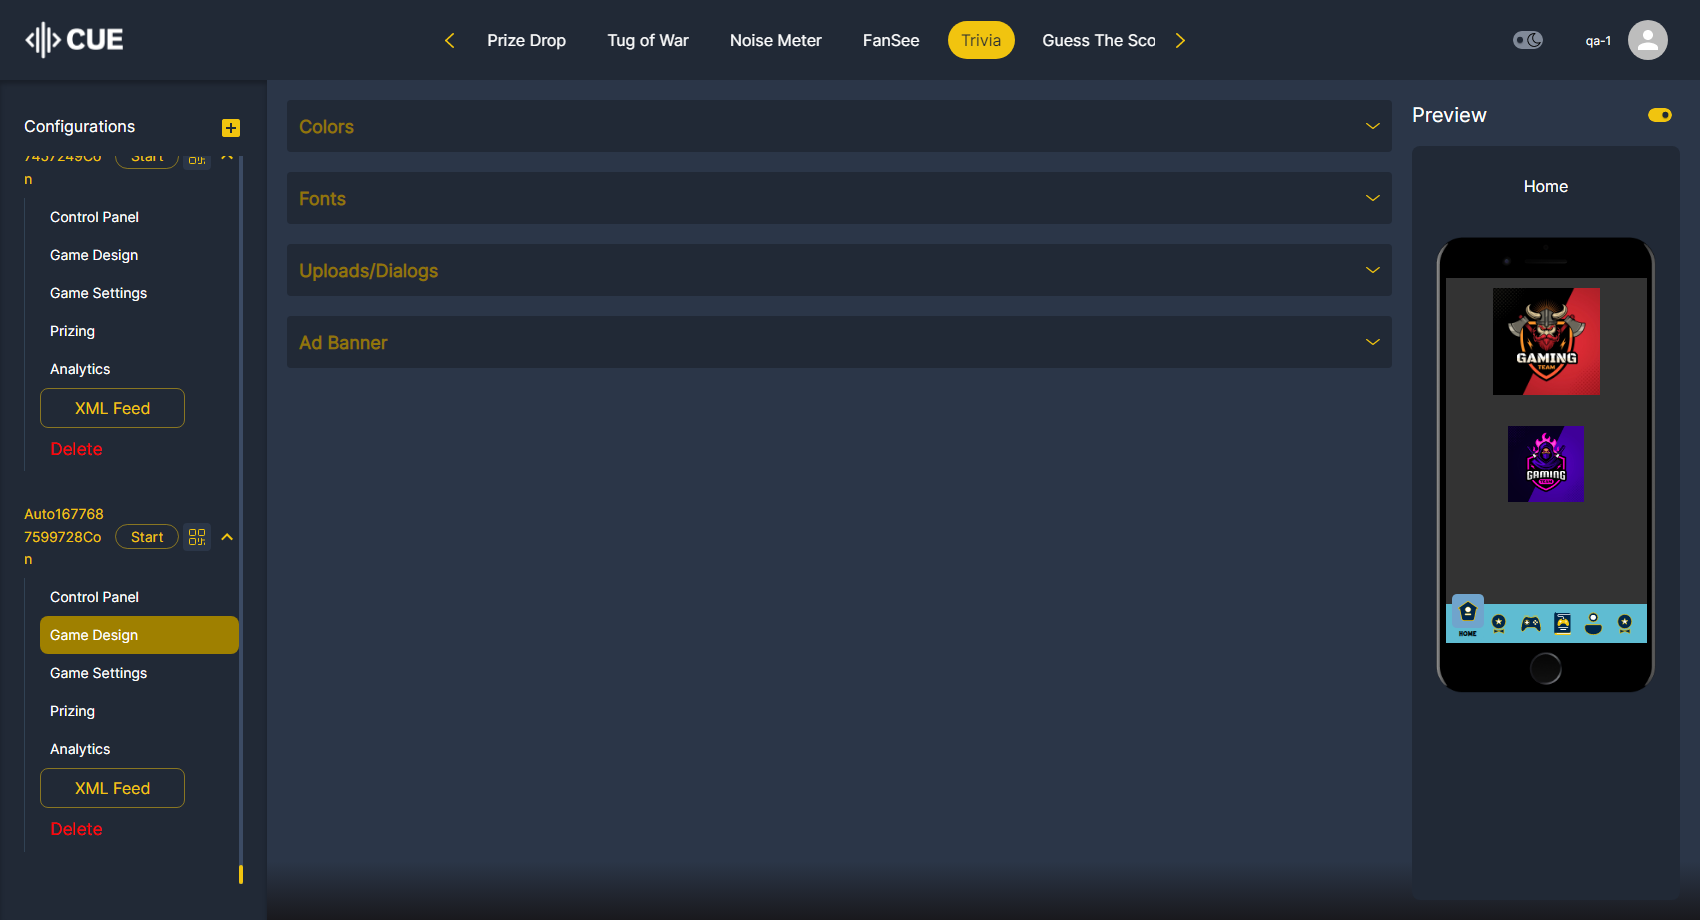 CUE
Prize Drop
Tug of War
Noise Meter
FanSee
Trivia
Guess The Sco
qa-1
Configurations
7457249Co
n
Start
Control Panel
Game Design
Game Settings
Prizing
Analytics
XML Feed
Delete
Auto167768
7599728Co
n
Start
Control Panel
Game Design
Game Settings
Prizing
Analytics
XML Feed
Delete
Colors
Fonts
Uploads/Dialogs
Ad Banner
Preview
Home
GAMING
TEAM
GAMING
TEAM
HOME